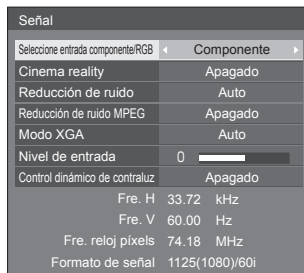 Señal
Seleccione entrada componente/RGB Componente
Cinema reality Apagado
Reducción de ruido Auto
Reducción de ruido MPEG Apagado
Modo XGA Auto
Nivel de entrada 0
Control dinámico de contraluz Apagado
Fre. H 33.72 kHz
Fre. V 60.00 Hz
Fre. reloj píxels 74.18 MHz
Formato de señal 1125(1080)/60i